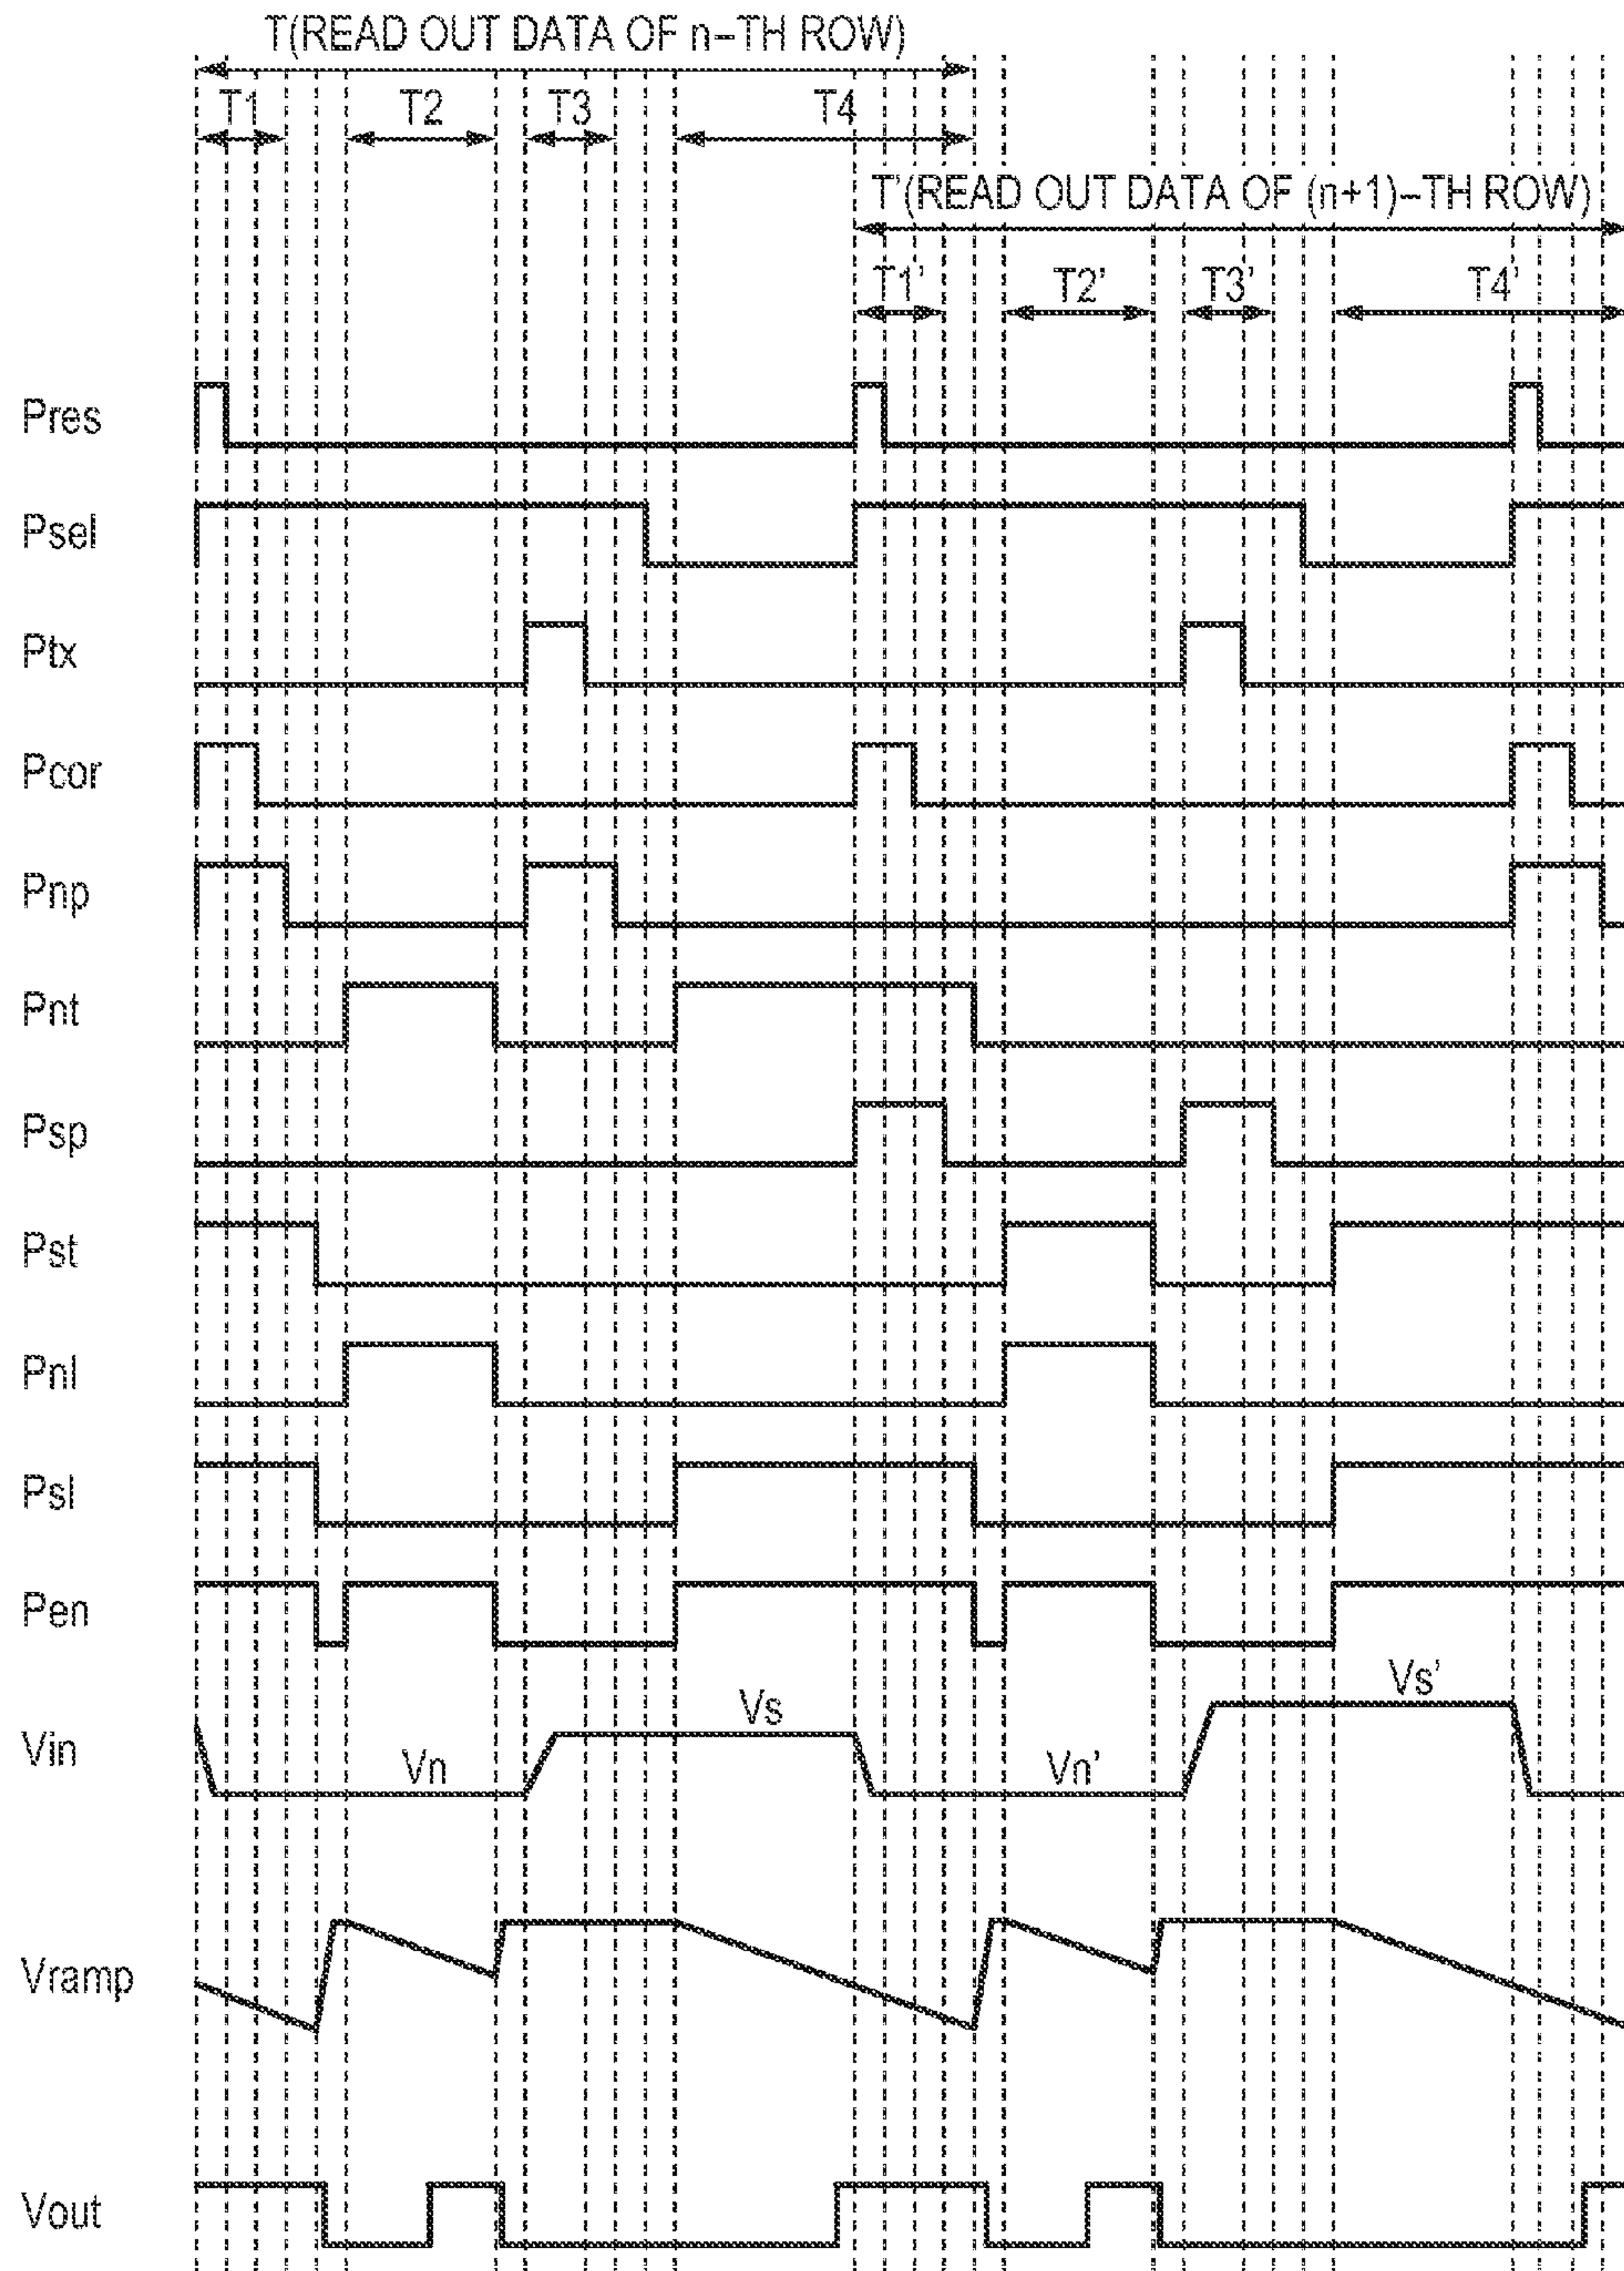 T(READ OUT DATA OF n–TH ROW)
T1 T2 T3 T4
T'(READ OUT DATA OF (n+1)–TH ROW)
T1' T2' T3' T4'
Pres
Psel
Ptx
Pcor
Pnp
Pnt
Psp
Pst
Pnl
Psl
Pen
Vs'
Vs
Vin
Vn Vn'
Vramp
Vout